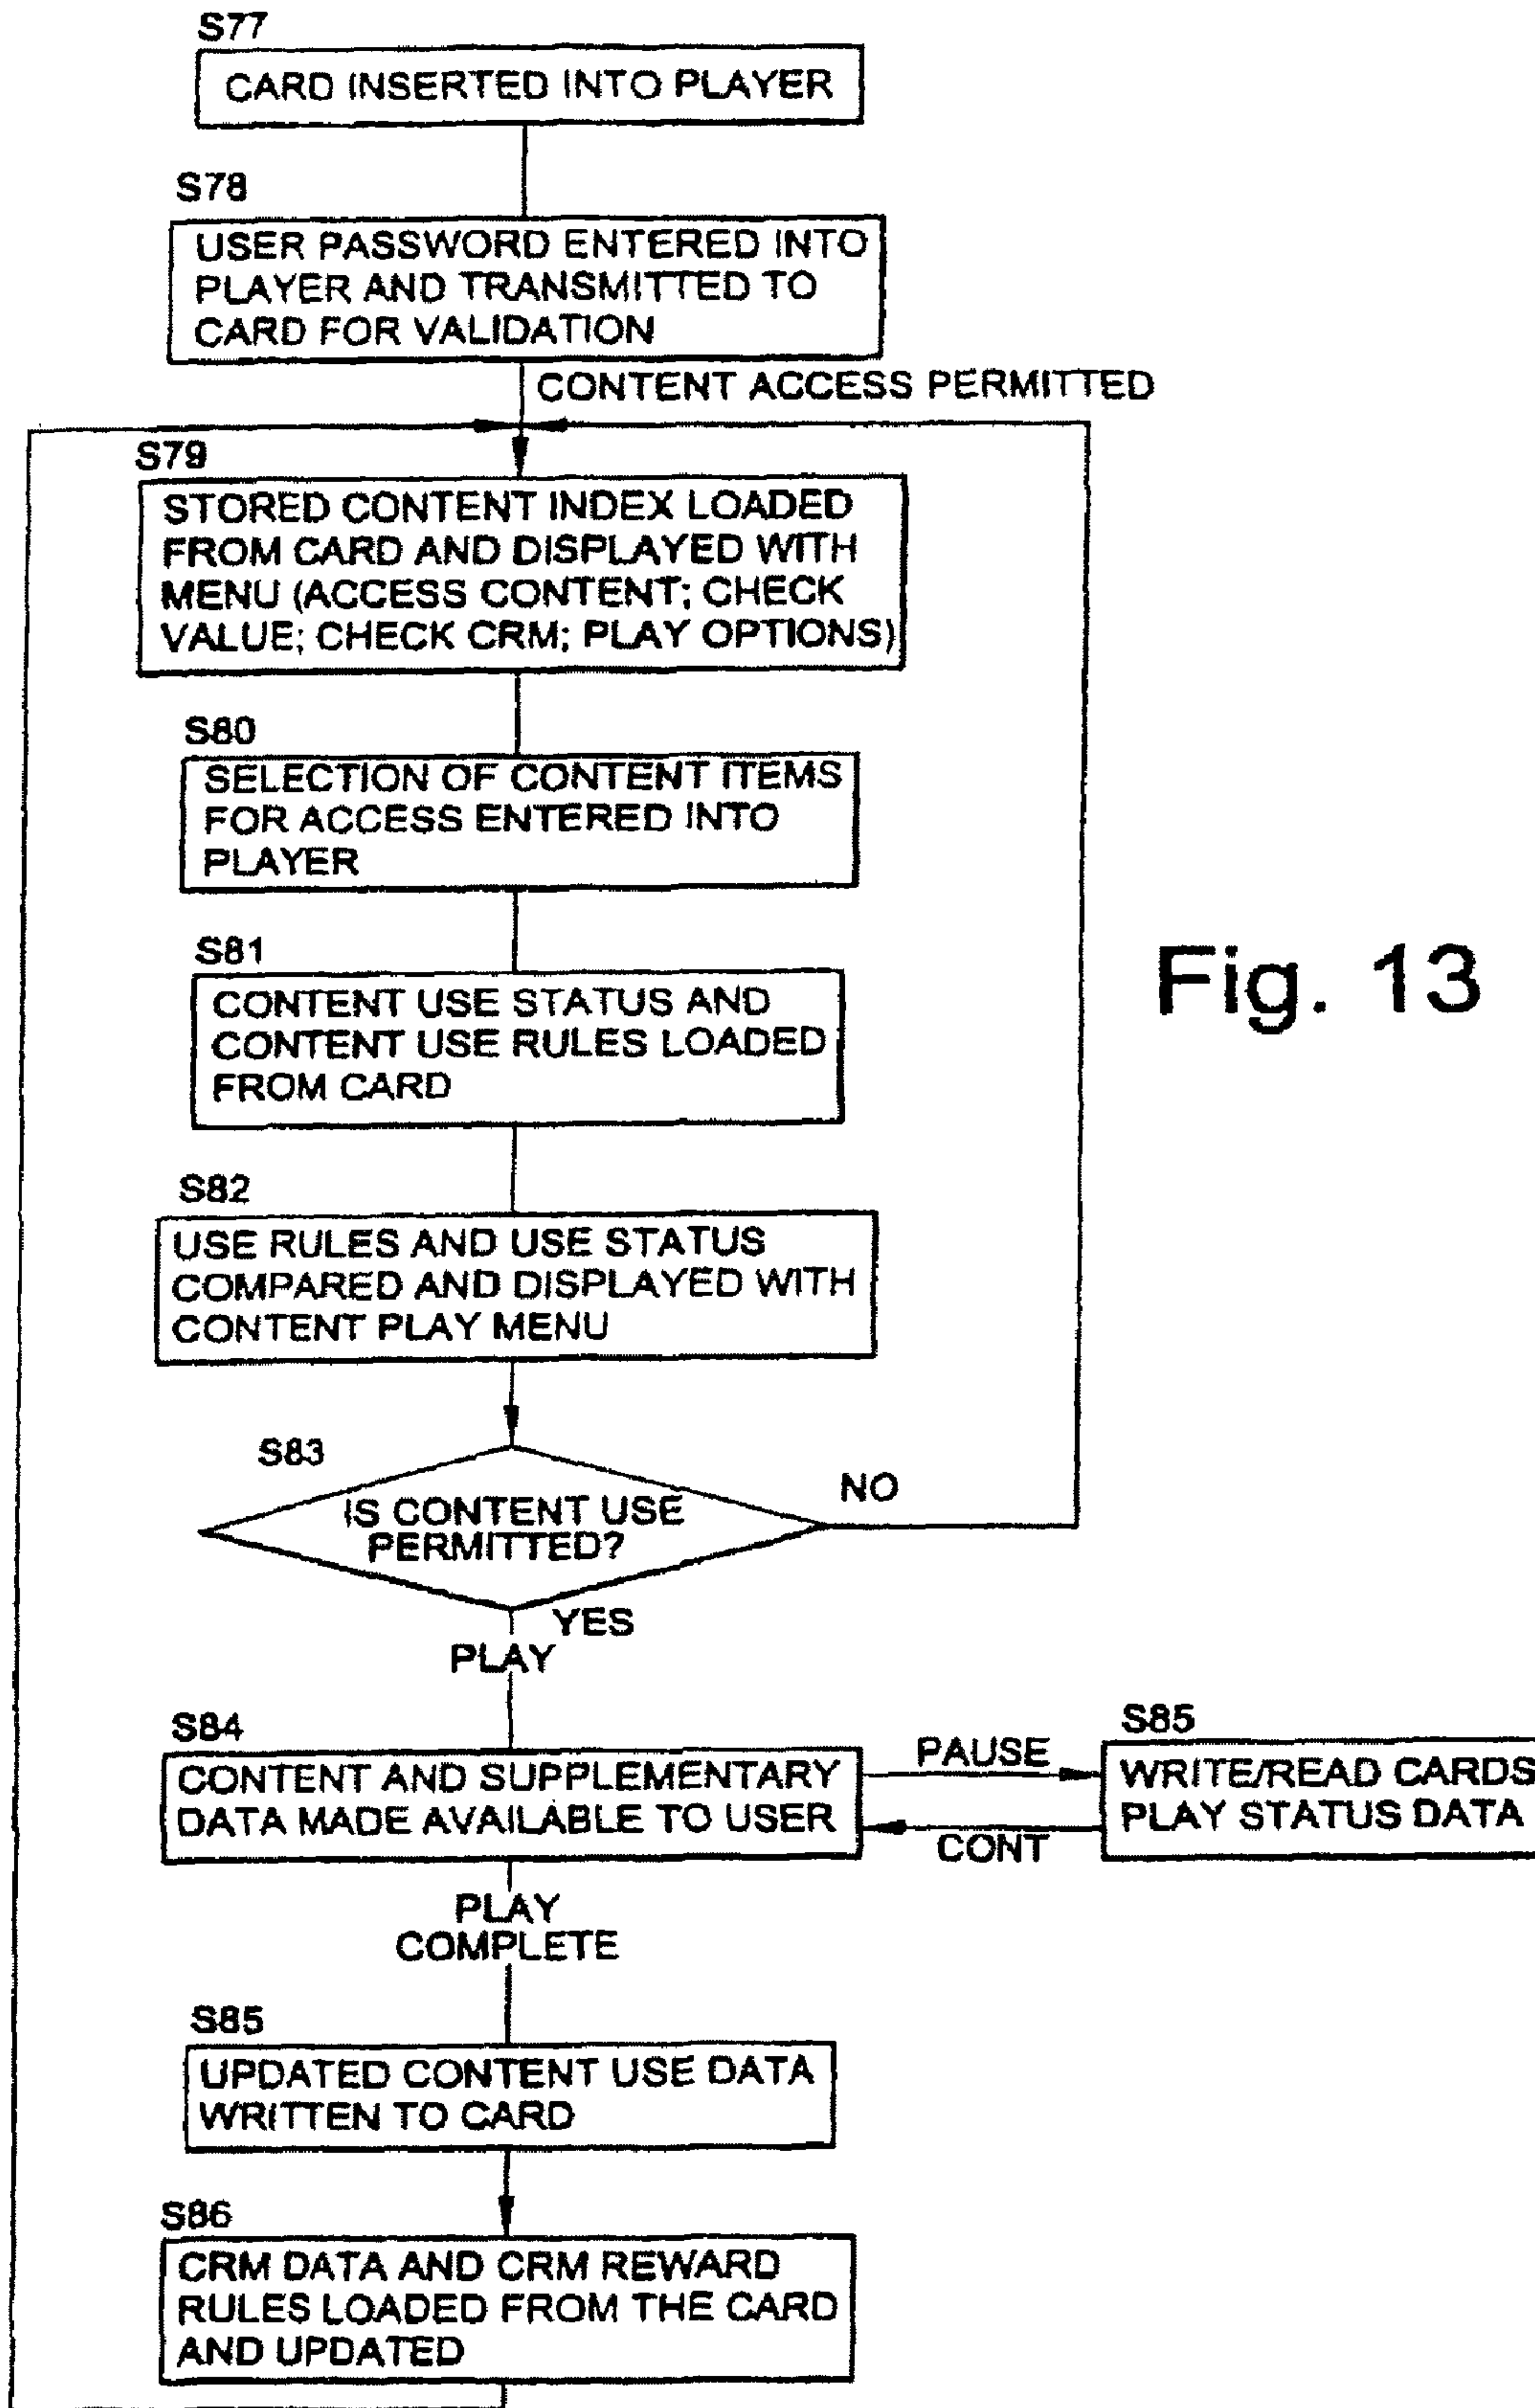 S77
CARD INSERTED INTO PLAYER
S78
USER PASSWORD ENTERED INTO
PLAYER AND TRANSMITTED TO
CARD FOR VALIDATION
CONTENT ACCESS PERMITTED
S79
STORED CONTENT INDEX LOADED
FROM CARD AND DISPLAYED WITH
MENU (ACCESS CONTENT; CHECK
VALUE; CHECK CRM; PLAY OPTIONS)
S80
SELECTION OF CONTENT ITEMS
FOR ACCESS ENTERED INTO
PLAYER
S81
CONTENT USE STATUS AND
CONTENT USE RULES LOADED
FROM CARD
Fig. 13
S82
USE RULES AND USE STATUS
COMPARED AND DISPLAYED WITH
CONTENT PLAY MENU
S83
IS CONTENT USE
PERMITTED?
NO
YES
PLAY
S84
CONTENT AND SUPPLEMENTARY
DATA MADE AVAILABLE TO USER
PAUSE
CONT
S85
WRITE/READ CARDS
PLAY STATUS DATA
PLAY
COMPLETE
S85
UPDATED CONTENT USE DATA
WRITTEN TO CARD
S86
CRM DATA AND CRM REWARD
RULES LOADED FROM THE CARD
AND UPDATED